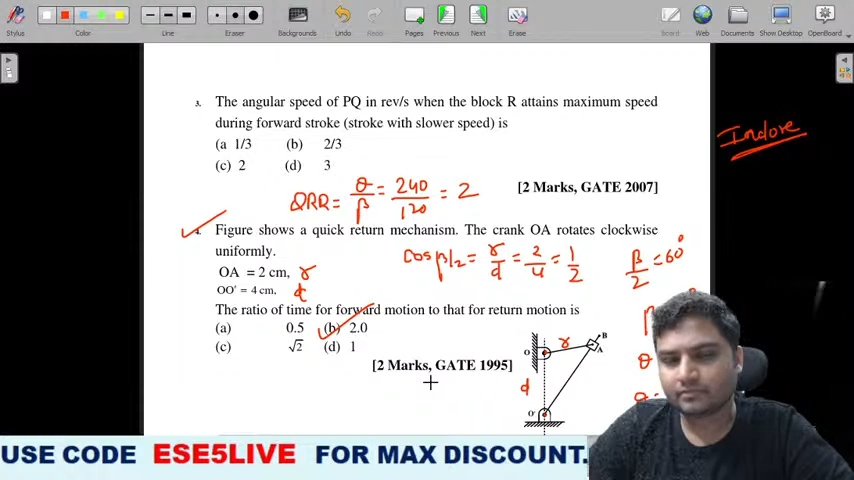 Stylus
Color
Line
Eraser
Backgrounds
Undo
Redo
Pages
Previous
Next
Erase
Board
Web
Documents
Show Desktop
OpenBoard
3. The angular speed of PQ in rev/s when the block R attains maximum speed
during forward stroke (stroke with slower speed) is
(a 1/3 (b) 2/3
(c) 2 (d) 3
[2 Marks, GATE 2007]
Indore
QRR = θ/β = 240/120 = 2
4. Figure shows a quick return mechanism. The crank OA rotates clockwise
uniformly.
cos β/2 = r/d = 2/4 = 1/2
β/2 = 60°
OA = 2 cm, r
OO' = 4 cm. d
The ratio of time for forward motion to that for return motion is
(a) 0.5 (b) 2.0
(c) √2 (d) 1
[2 Marks, GATE 1995]
O r B
A
d
O'
β
θ
USE CODE ESE5LIVE FOR MAX DISCOUNT.